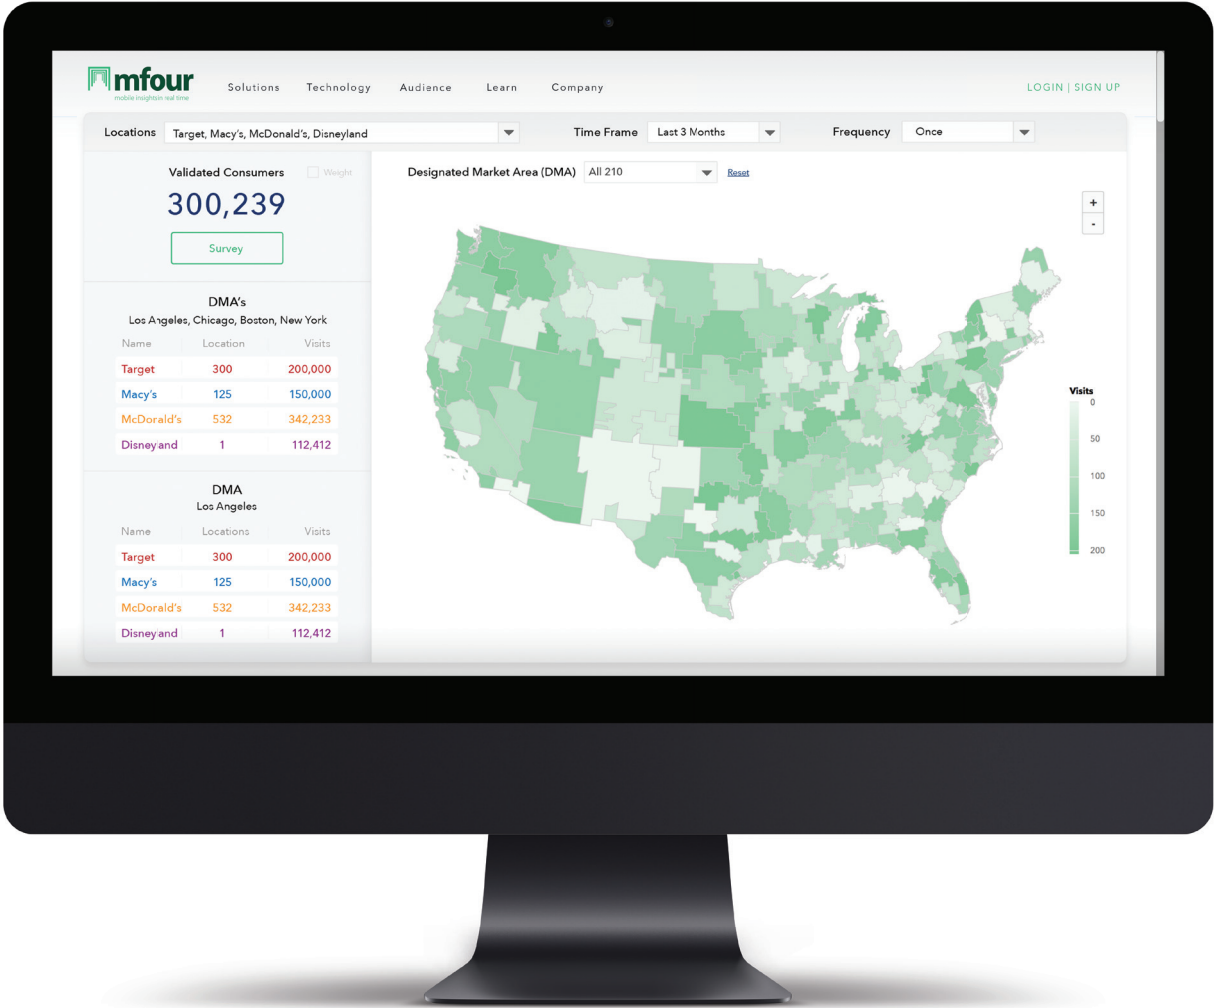 mfour
mobile insightsin real time
Solutions Technology Audience Learn Company
LOGIN | SIGN UP
Locations Target, Macy's, McDonald's, Disneyland Time Frame Last 3 Months Frequency Once
Validated Consumers Weight
300,239
Survey
DMA's
Los Angeles, Chicago, Boston, New York
Name Location Visits
Target 300 200,000
Macy's 125 150,000
McDonald's 532 342,233
Disneyand 1 112,412
DMA
Los Angeles
Name Locations Visits
Target 300 200,000
Macy's 125 150,000
McDonald's 532 342,233
Disneyand 1 112,412
Designated Market Area (DMA) All 210 Reset
+
-
Visits
0
50
100
150
200